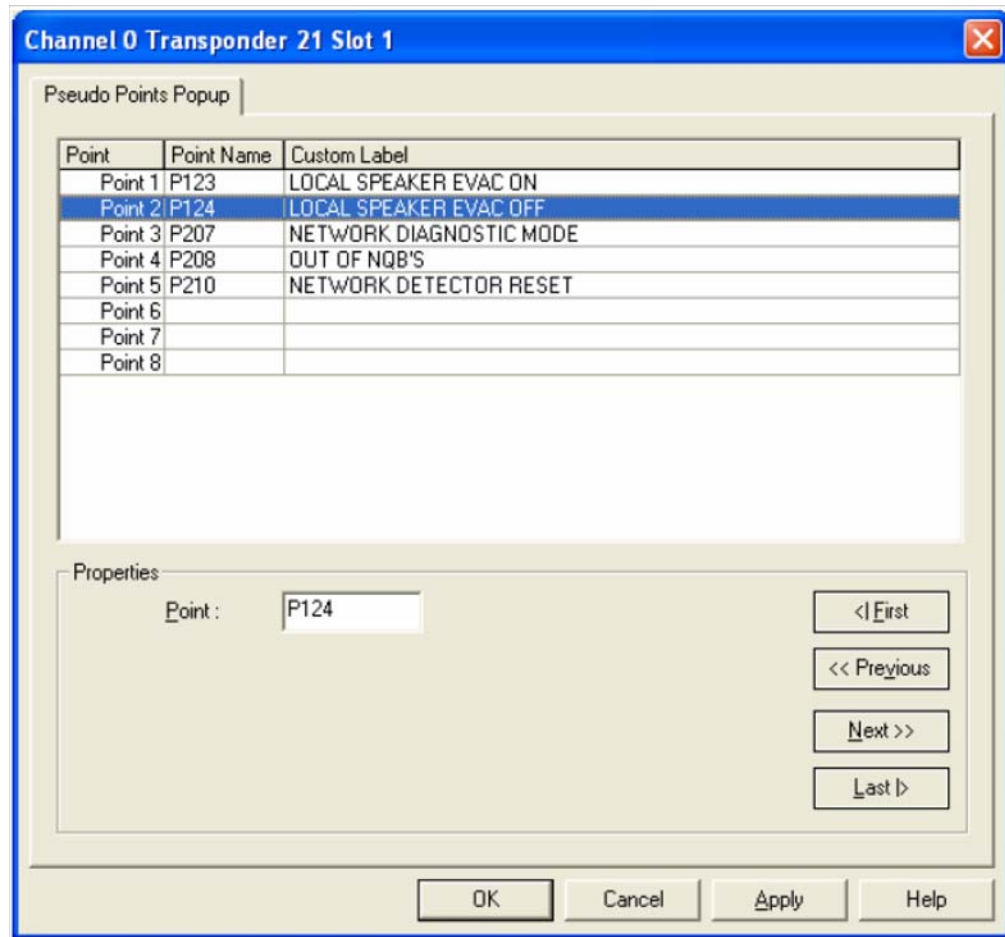 Channel 0 Transponder 21 Slot 1
Pseudo Points Popup
Point Point Name Custom Label
Point 1 P123 LOCAL SPEAKER EVAC ON
Point 2 P124 LOCAL SPEAKER EVAC OFF
Point 3 P207 NETWORK DIAGNOSTIC MODE
Point 4 P208 OUT OF NQB'S
Point 5 P210 NETWORK DETECTOR RESET
Point 6
Point 7
Point 8
Properties
Point : P124
<| First
<< Previous
Next >>
Last |>
OK Cancel Apply Help